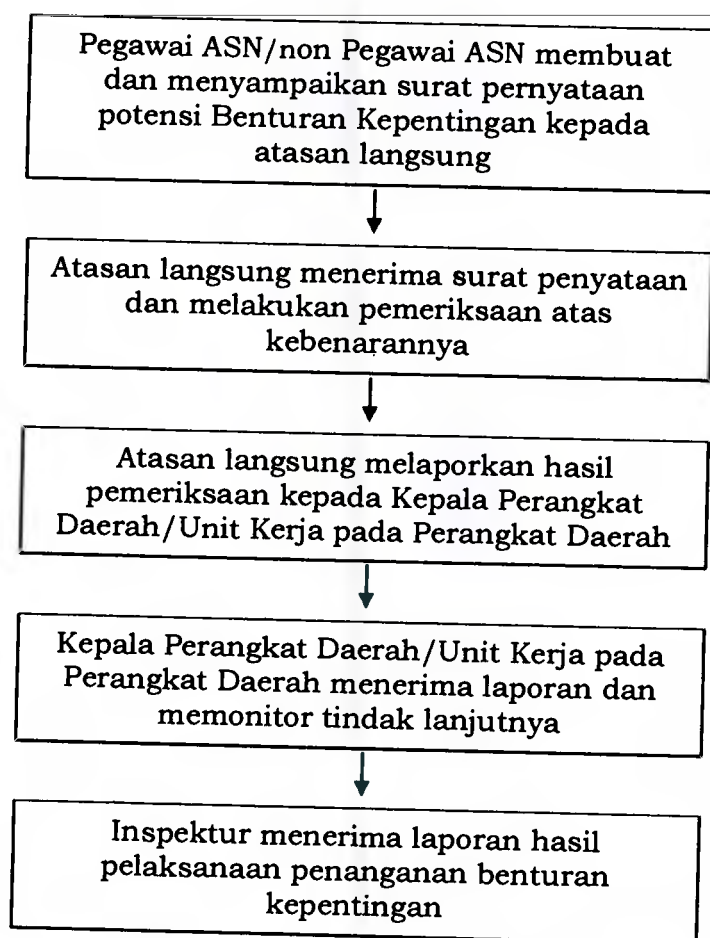 Pegawai ASN/non Pegawai ASN membuat
dan menyampaikan surat pernyataan
potensi Benturan Kepentingan kepada
atasan langsung
Atasan langsung menerima surat penyataan
dan melakukan pemeriksaan atas
kebenarannya
Atasan langsung melaporkan hasil
pemeriksaan kepada Kepala Perangkat
Daerah/Unit Kerja pada Perangkat Daerah
Kepala Perangkat Daerah/Unit Kerja pada
Perangkat Daerah menerima laporan dan
memonitor tindak lanjutnya
Inspektur menerima laporan hasil
pelaksanaan penanganan benturan
kepentingan